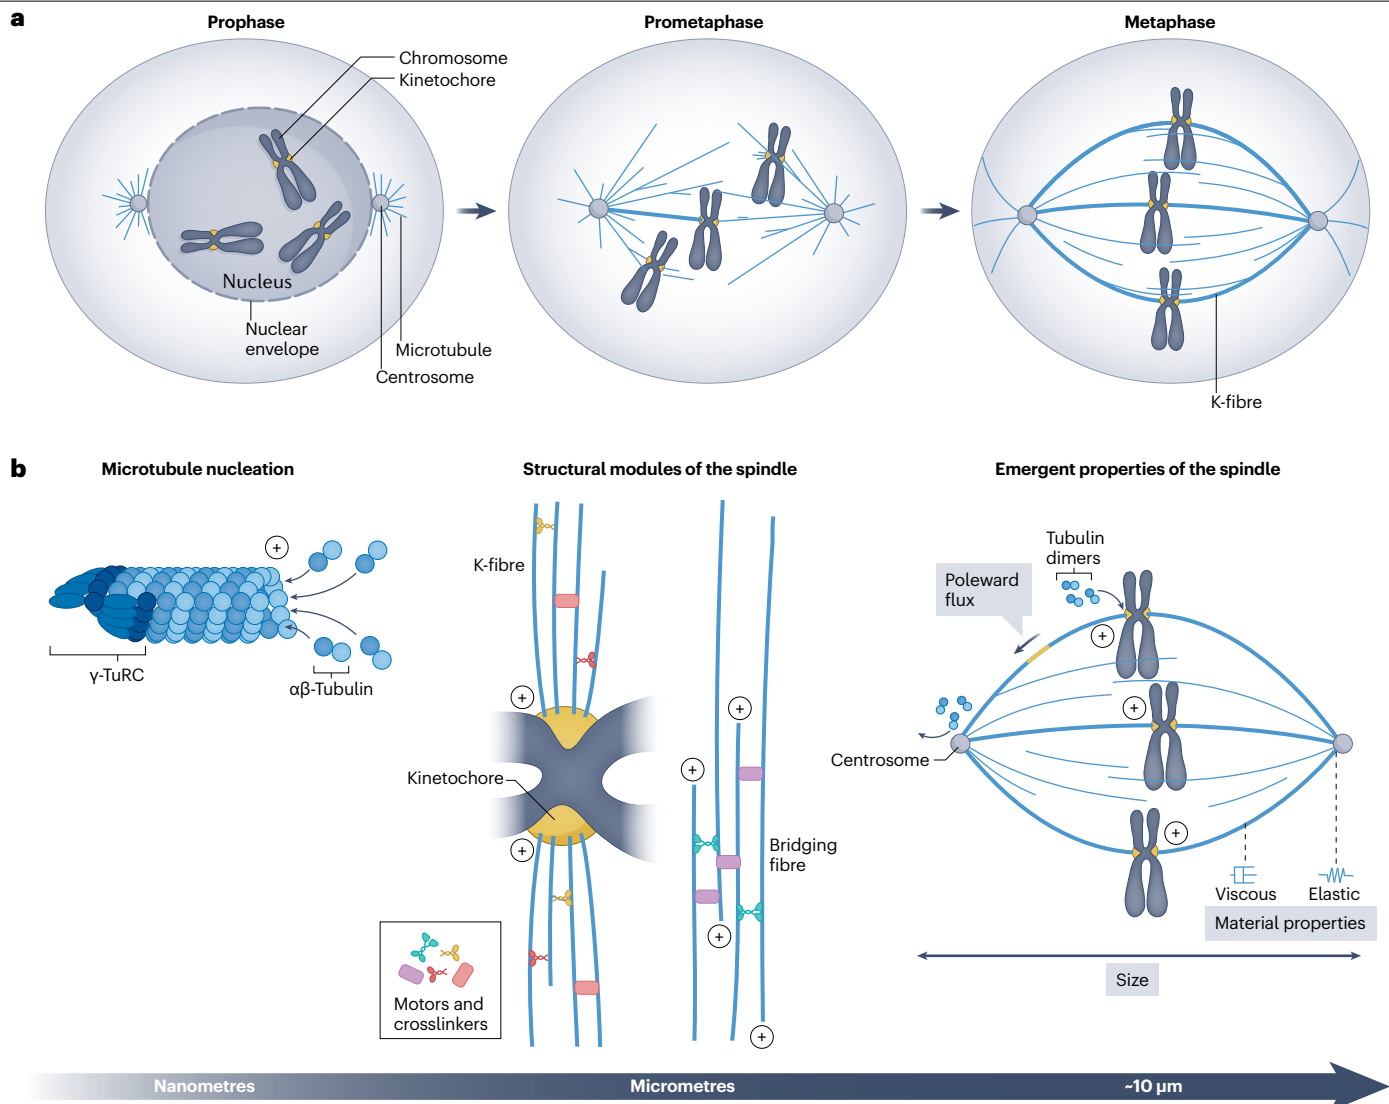 a
Prophase
Prometaphase
Metaphase
Chromosome
Kinetochore
Nucleus
Nuclear
envelope
Microtubule
Centrosome
K-fibre
b
Microtubule nucleation
Structural modules of the spindle
Emergent properties of the spindle
+
γ-TuRC
αβ-Tubulin
K-fibre
+
Kinetochore
+
+
+
Bridging
fibre
+
+
Motors and
crosslinkers
Tubulin
dimers
Poleward
flux
+
+
Centrosome
+
Viscous
Elastic
Material properties
Size
Nanometres
Micrometres
~10 μm